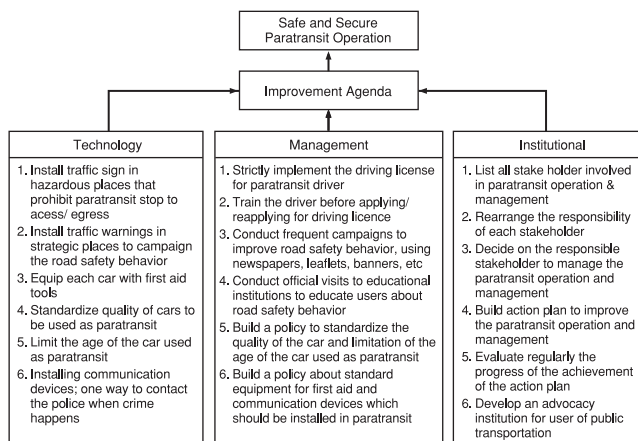 Safe and Secure
Paratransit Operation
Improvement Agenda
Technology
1. Install traffic sign in
hazardous places that
prohibit paratransit stop to
acess/ egress
2. Install traffic warnings in
strategic places to campaign
the road safety behavior
3. Equip each car with first aid
tools
4. Standardize quality of cars to
be used as paratransit
5. Limit the age of the car used
as paratransit
6. Installing communication
devices; one way to contact
the police when crime
happens
Management
1. Strictly implement the driving license
for paratransit driver
2. Train the driver before applying/
reapplying for driving licence
3. Conduct frequent campaigns to
improve road safety behavior, using
newspapers, leaflets, banners, etc
4. Conduct official visits to educational
institutions to educate users about
road safety behavior
5. Build a policy to standardize the
quality of the car and limitation of the
age of the car used as paratransit
6. Build a policy about standard
equipment for first aid and
communication devices which
should be installed in paratransit
Institutional
1. List all stake holder involved
in paratransit operation &
management
2. Rearrange the responsibility
of each stakeholder
3. Decide on the responsible
stakeholder to manage the
paratransit operation and
management
4. Build action plan to improve
the paratransit operation and
management
5. Evaluate regularly the
progress of the achievement
of the action plan
6. Develop an advocacy
institution for user of public
transportation